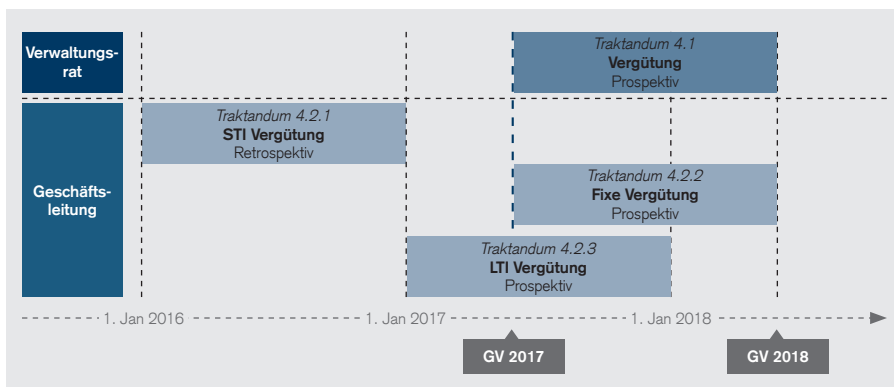 Verwaltungs-
rat
Traktandum 4.1
Vergütung
Prospektiv
Geschäfts-
leitung
Traktandum 4.2.1
STI Vergütung
Retrospektiv
Traktandum 4.2.2
Fixe Vergütung
Prospektiv
Traktandum 4.2.3
LTI Vergütung
Prospektiv
1. Jan 2016 1. Jan 2017 1. Jan 2018
GV 2017 GV 2018